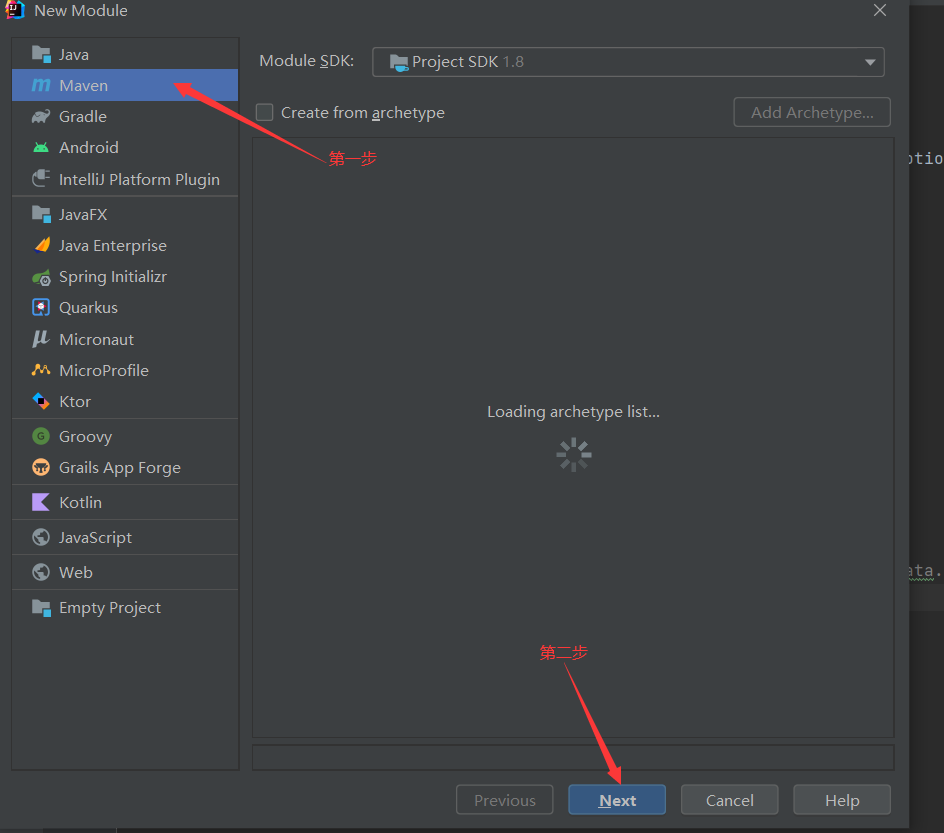 New Module
Java
Maven
Gradle
Android
IntelliJ Platform Plugin
JavaFX
Java Enterprise
Spring Initializr
Quarkus
Micronaut
MicroProfile
Ktor
Groovy
Grails App Forge
Kotlin
JavaScript
Web
Empty Project
Module SDK: Project SDK 1.8
Create from archetype
Add Archetype...
第一步
Loading archetype list...
第二步
Previous
Next
Cancel
Help
ptio
ata.